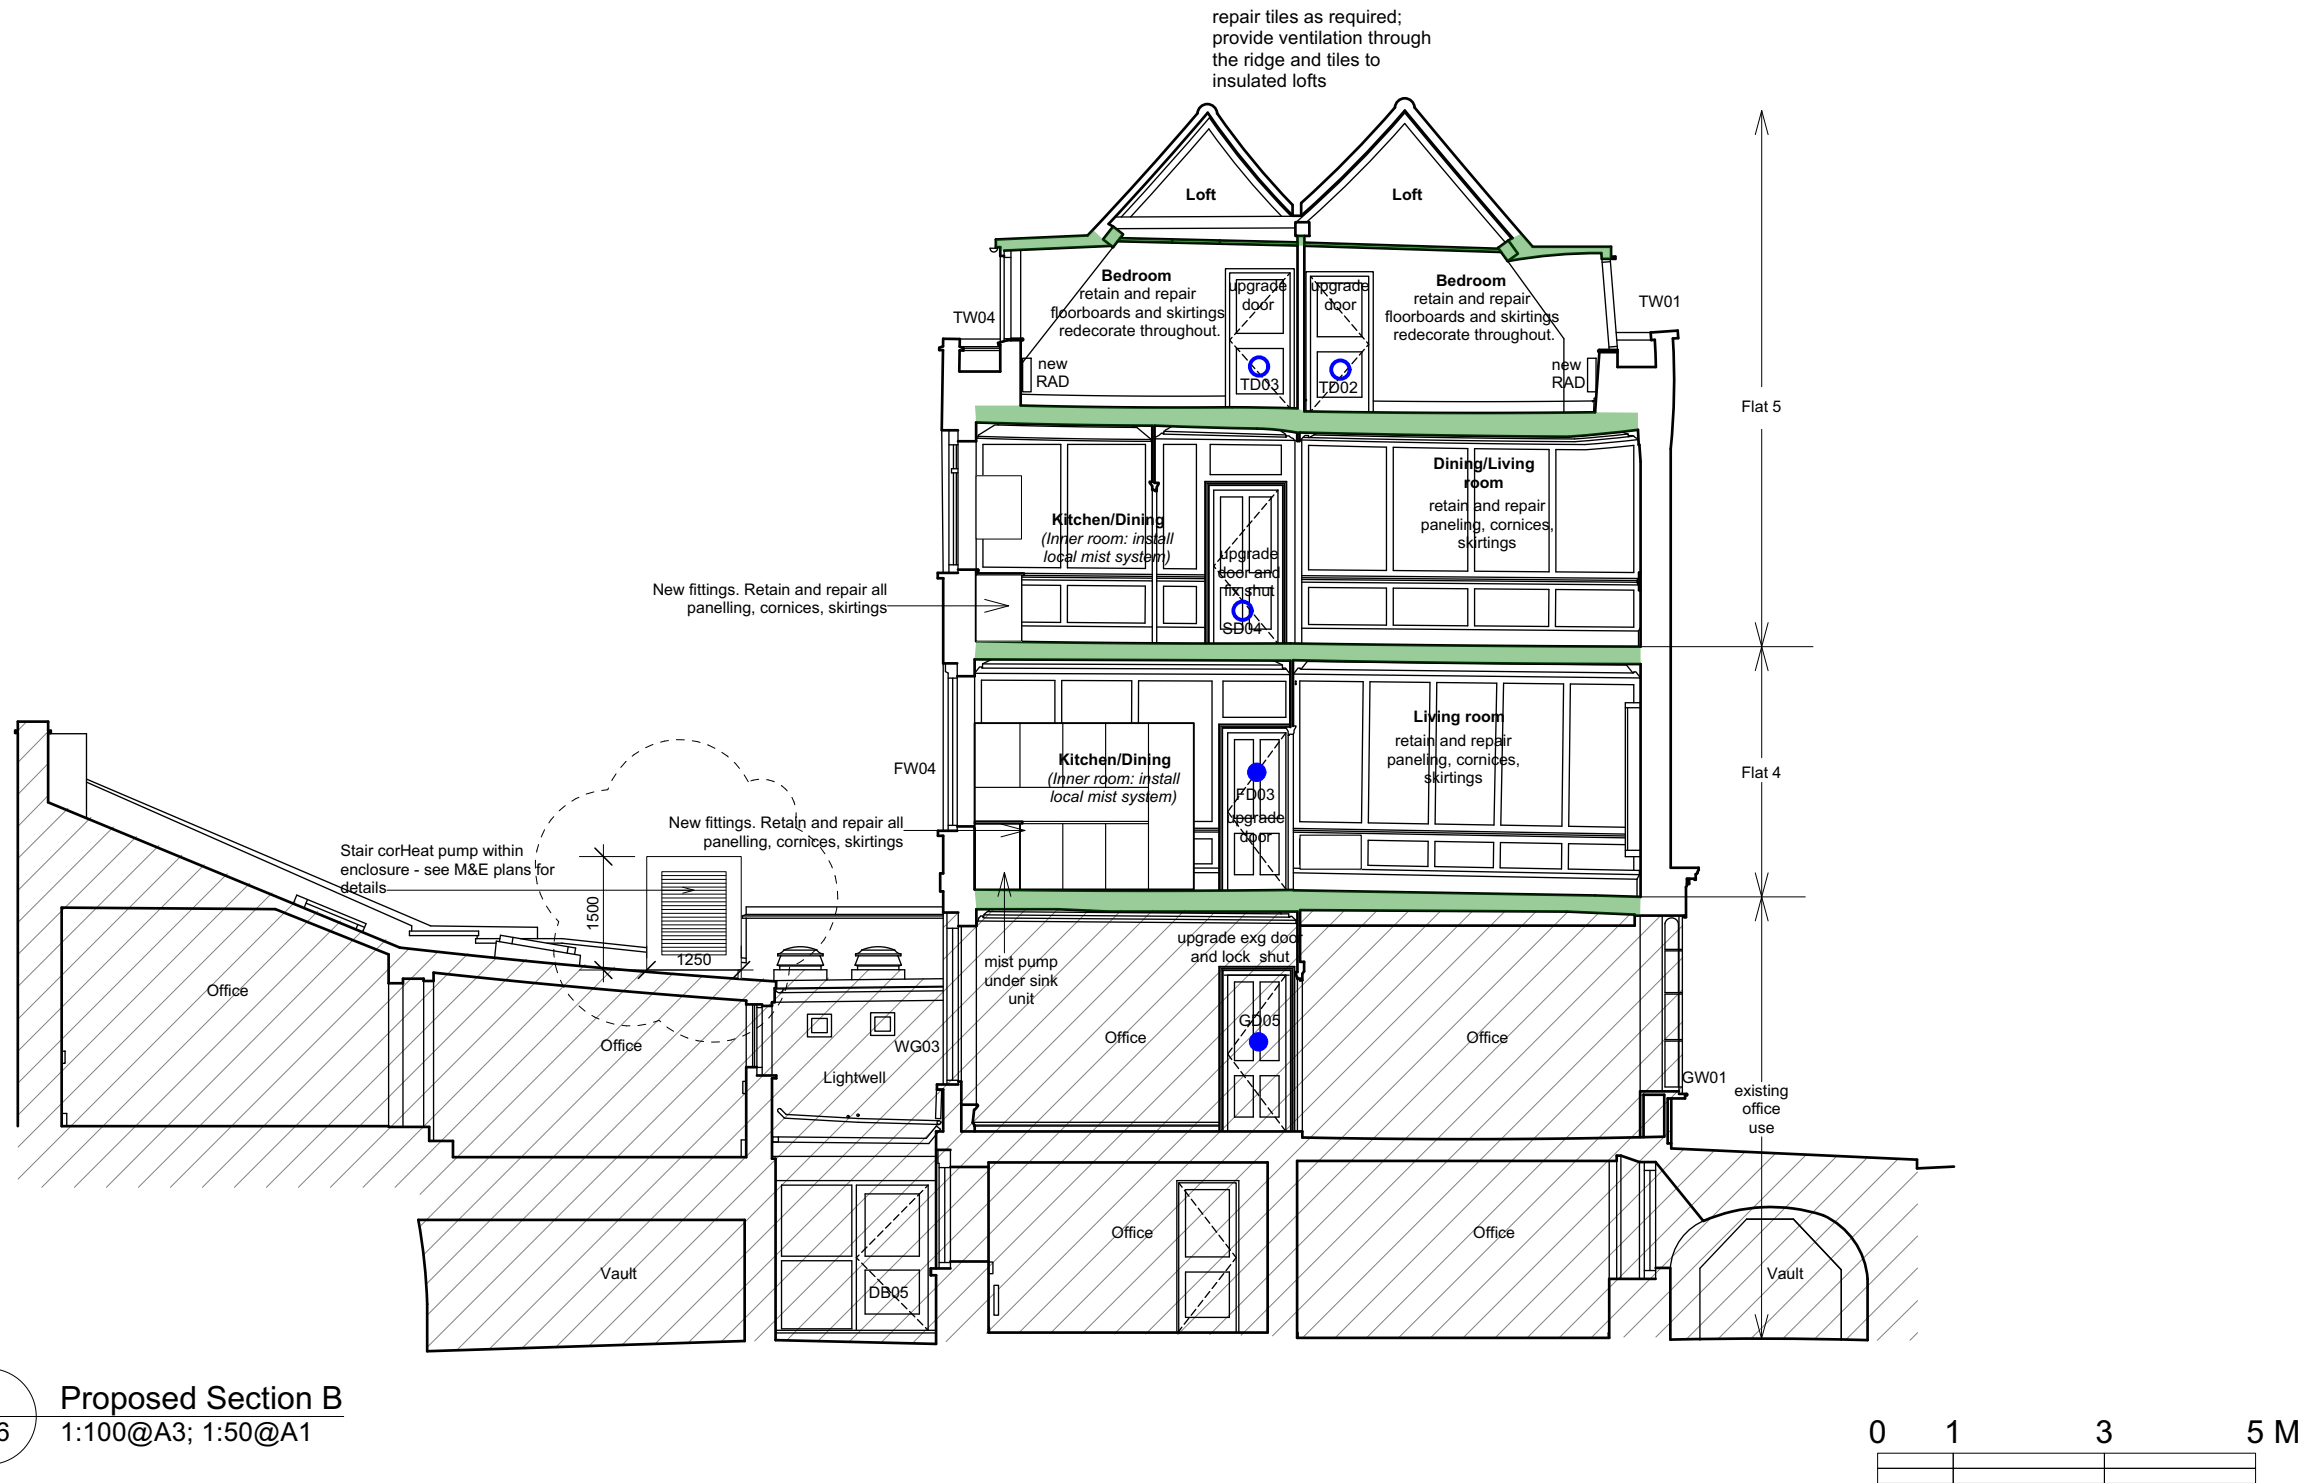 repair tiles as required;
provide ventilation through
the ridge and tiles to
insulated lofts
Loft
Loft
Bedroom
retain and repair
floorboards and skirtings
redecorate throughout.
upgrade
door
upgrade
door
Bedroom
retain and repair
floorboards and skirtings
redecorate throughout.
TW04
TW01
new
RAD
TD03
TD02
new
RAD
Flat 5
Dining/Living
room
retain and repair
paneling, cornices,
skirtings
Kitchen/Dining
(Inner room: install
local mist system)
upgrade
door and
fix shut
SD04
New fittings. Retain and repair all
panelling, cornices, skirtings
Living room
retain and repair
paneling, cornices,
skirtings
Kitchen/Dining
(Inner room: install
local mist system)
FW04
FD03
upgrade
door
Flat 4
New fittings. Retain and repair all
panelling, cornices, skirtings
Stair corHeat pump within
enclosure - see M&E plans for
details
1500
1250
mist pump
under sink
unit
upgrade exg door
and lock shut
GD05
Office
Office
WG03
Lightwell
Office
Office
GW01
existing
office
use
Vault
DB05
Office
Office
Vault
6
Proposed Section B
1:100@A3; 1:50@A1
0 1 3 5 M